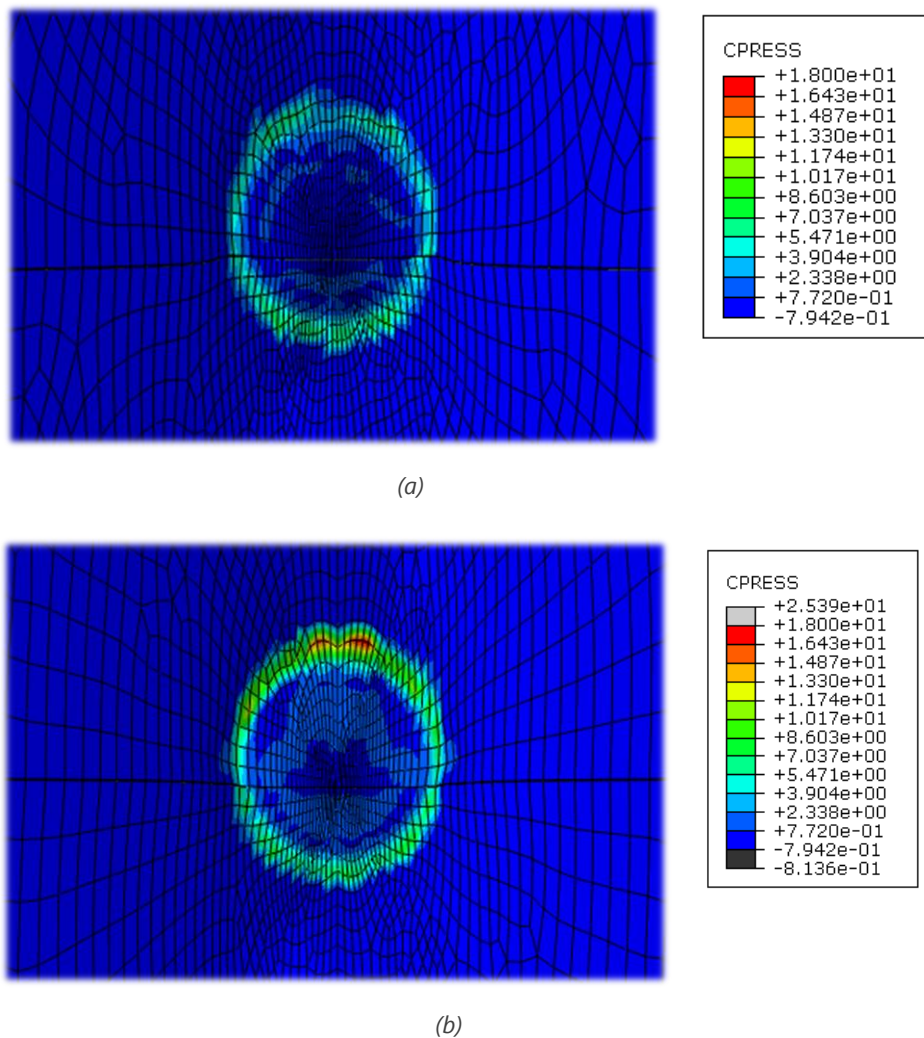 CPRESS
+1.800e+01
+1.643e+01
+1.487e+01
+1.330e+01
+1.174e+01
+1.017e+01
+8.603e+00
+7.037e+00
+5.471e+00
+3.904e+00
+2.338e+00
+7.720e-01
-7.942e-01
(a)
CPRESS
+2.539e+01
+1.800e+01
+1.643e+01
+1.487e+01
+1.330e+01
+1.174e+01
+1.017e+01
+8.603e+00
+7.037e+00
+5.471e+00
+3.904e+00
+2.338e+00
+7.720e-01
-7.942e-01
-8.136e-01
(b)